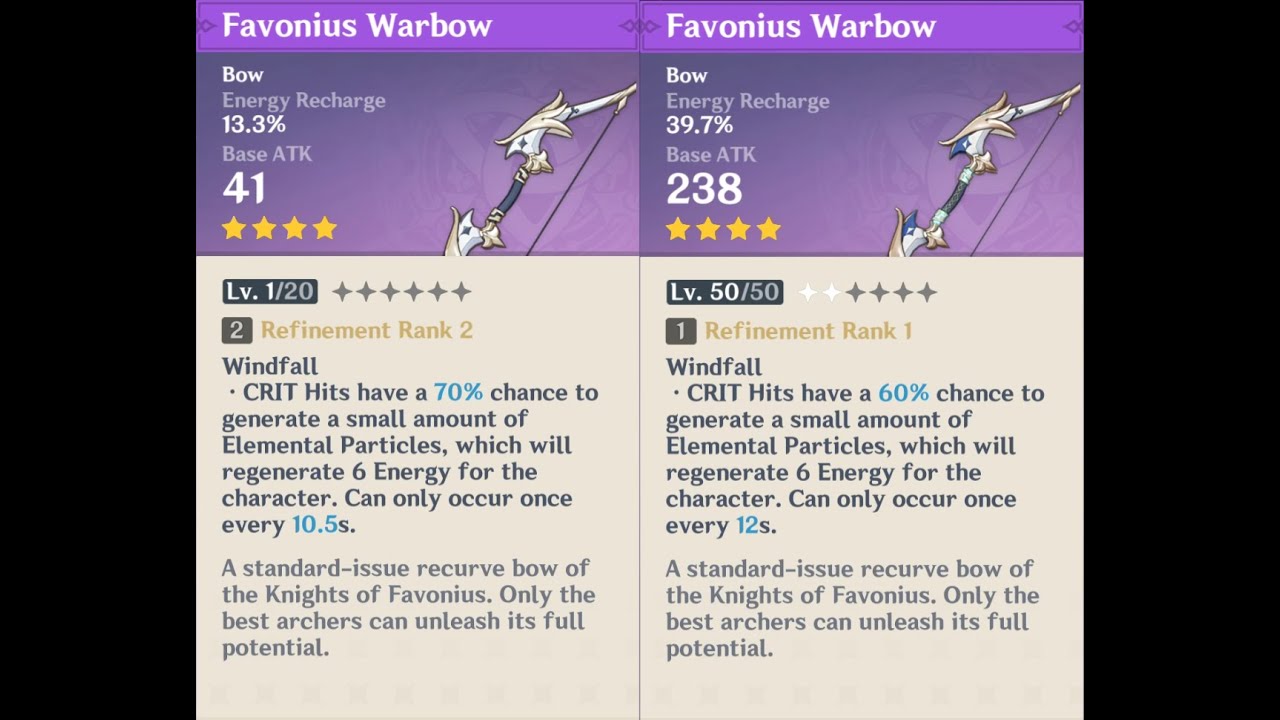 Favonius Warbow
Bow
Energy Recharge
13.3%
Base ATK
41
Lv. 1/20
2 Refinement Rank 2
Windfall
· CRIT Hits have a 70% chance to
generate a small amount of
Elemental Particles, which will
regenerate 6 Energy for the
character. Can only occur once
every 10.5s.
A standard-issue recurve bow of
the Knights of Favonius. Only the
best archers can unleash its full
potential.
Favonius Warbow
Bow
Energy Recharge
39.7%
Base ATK
238
Lv. 50/50
1 Refinement Rank 1
Windfall
· CRIT Hits have a 60% chance to
generate a small amount of
Elemental Particles, which will
regenerate 6 Energy for the
character. Can only occur once
every 12s.
A standard-issue recurve bow of
the Knights of Favonius. Only the
best archers can unleash its full
potential.